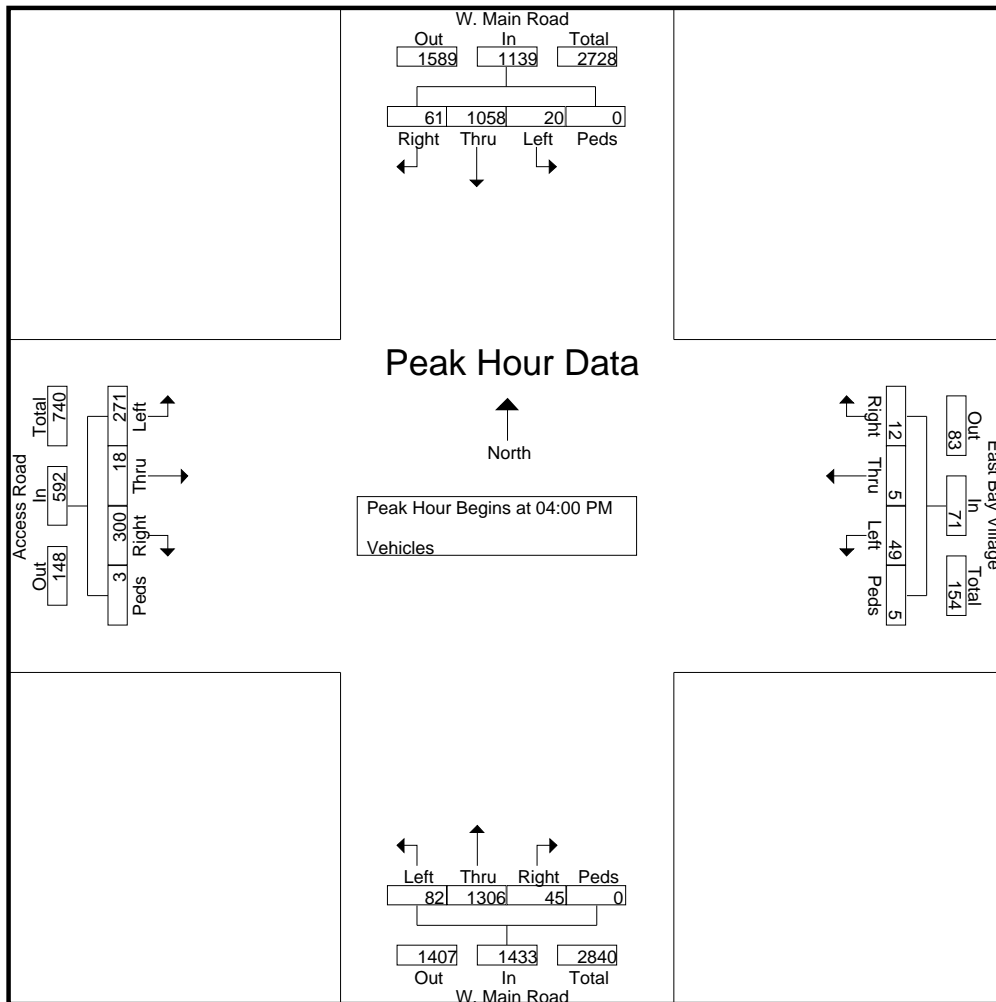 W. Main Road
Out In Total
1589 1139 2728
61 1058 20 0
Right Thru Left Peds
Peak Hour Data
North
Peak Hour Begins at 04:00 PM
Vehicles
Access Road
Out In Total
148 592 740
271 18 300 3
Left Thru Right Peds
East Bay Village
Out In Total
83 71 154
12 5 49 5
Right Thru Left Peds
Left Thru Right Peds
82 1306 45 0
1407 1433 2840
Out In Total
W. Main Road